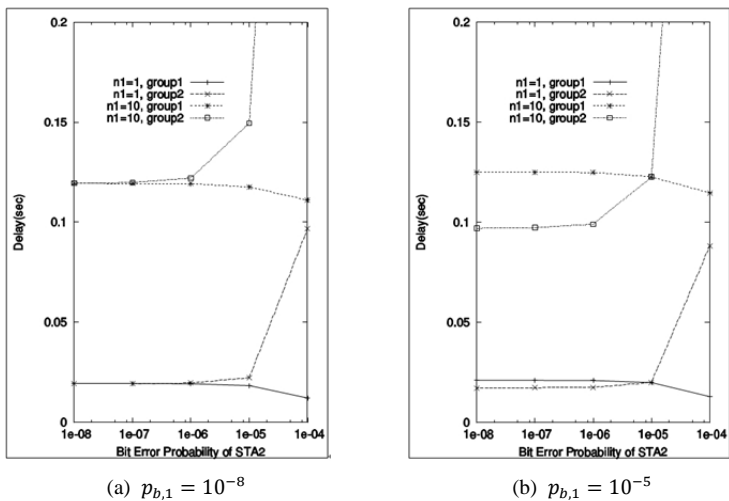 0.2
0.15
0.1
0.05
0
Delay(sec)
n1=1, group1
n1=1, group2
n1=10, group1
n1=10, group2
1e-08 1e-07 1e-06 1e-05 1e-04
Bit Error Probability of STA2
(a) p_{b,1} = 10^{-8}
0.2
0.15
0.1
0.05
0
Delay(sec)
n1=1, group1
n1=1, group2
n1=10, group1
n1=10, group2
1e-08 1e-07 1e-06 1e-05 1e-04
Bit Error Probability of STA2
(b) p_{b,1} = 10^{-5}